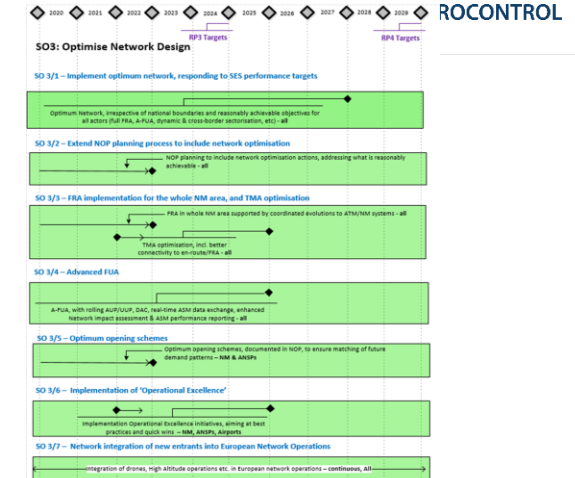 2020 2021 2022 2023 2024 2025 2026 2027 2028 2029
ROCONTROL
RP3 Targets
RP4 Targets
SO3: Optimise Network Design
SO 3/1 – Implement optimum network, responding to SES performance targets
Optimum Network, irrespective of national boundaries and reasonably achievable objectives for
all actors (full FRA, A-FUA, dynamic & cross-border sectorisation, etc) - all
SO 3/2 – Extend NOP planning process to include network optimisation
NOP planning to include network optimisation actions, addressing what is reasonably
achievable - all
SO 3/3 – FRA implementation for the whole NM area, and TMA optimisation
FRA in whole NM area supported by coordinated evolutions to ATM/NM systems - all
TMA optimisation, incl. better
connectivity to en-route/FRA - all
SO 3/4 – Advanced FUA
A-FUA, with rolling AUP/UUP, DAC, real-time ASM data exchange, enhanced
Network impact assessment & ASM performance reporting - all
SO 3/5 – Optimum opening schemes
Optimum opening schemes, documented in NOP, to ensure matching of future
demand patterns – NM & ANSPs
SO 3/6 – Implementation of ‘Operational Excellence’
Implementation Operational Excellence initiatives, aiming at best
practices and quick wins – NM, ANSPs, Airports
SO 3/7 – Network integration of new entrants into European Network Operations
Integration of drones, High Altitude operations etc. in European network operations – continuous, All